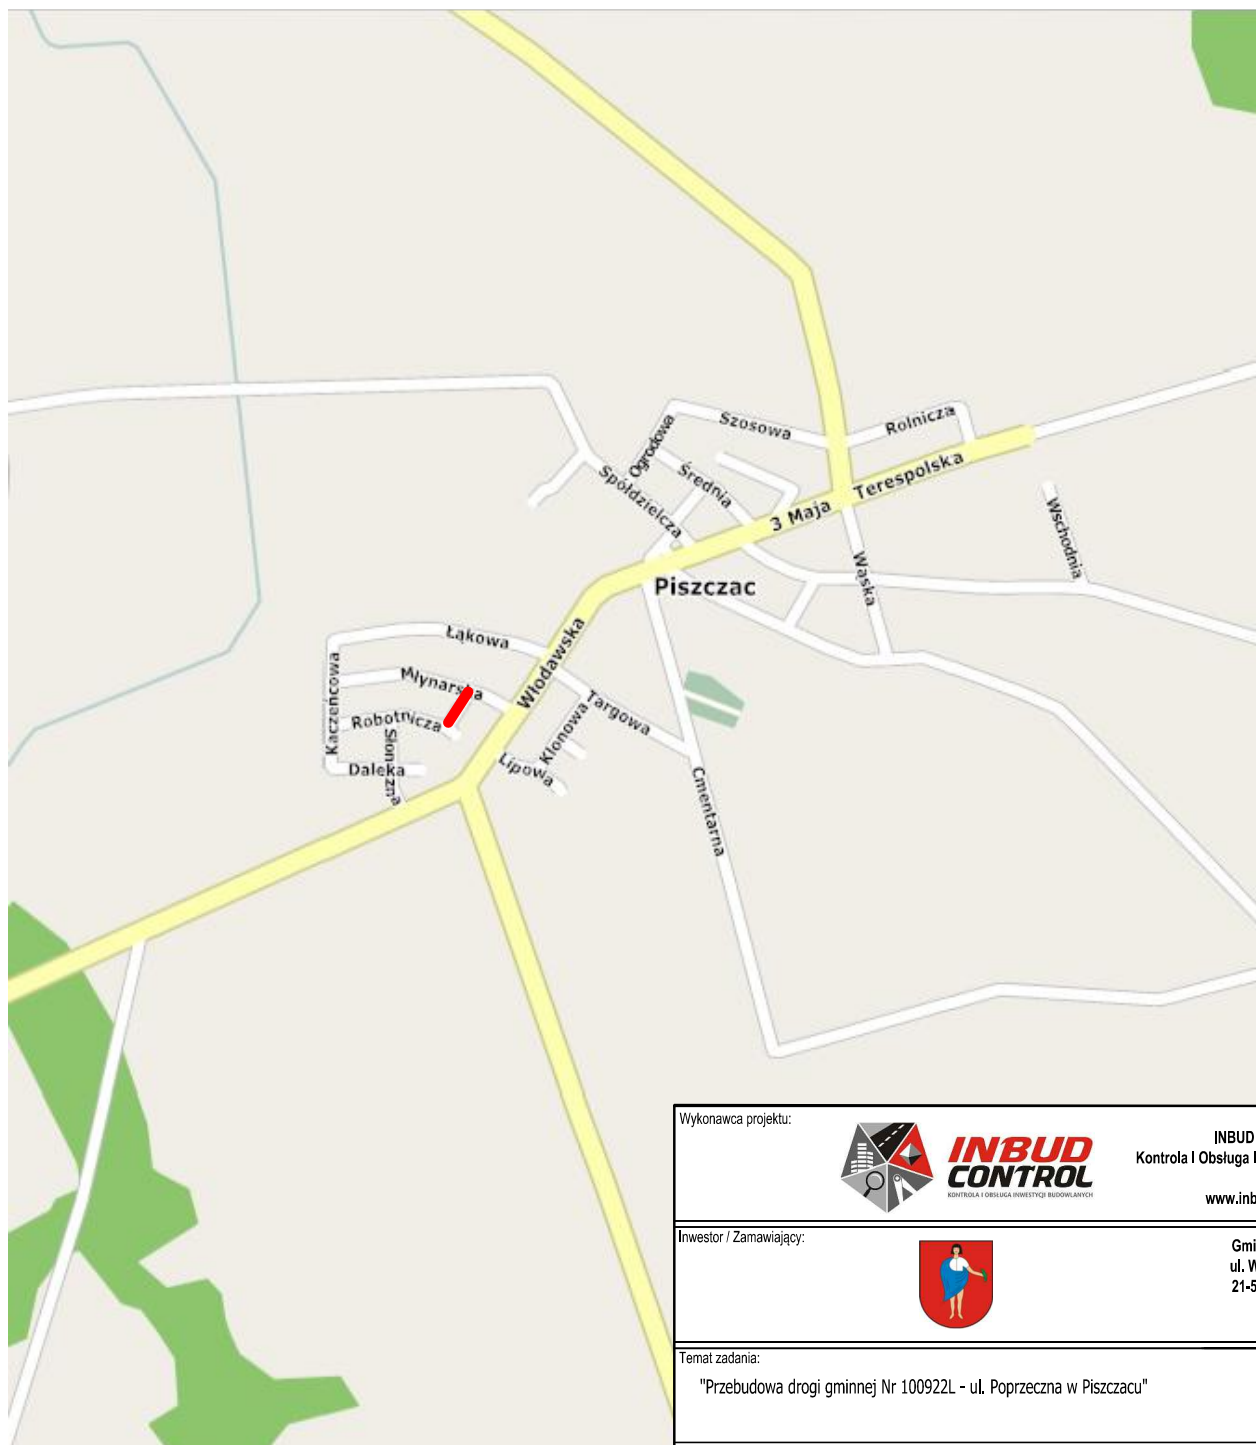 Szosowa
Rolnicza
Ogrodowa
Średnia
Spółdzielcza
3 Maja
Terespolska
Wschodnia
Wąska
Piszczac
Łąkowa
Włodawska
Młynarska
Kaczeńcowa
Robotnicza
Targowa
Klonowa
Słoneczna
Daleka
Lipowa
Cmentarna
Wykonawca projektu:
INBUD
CONTROL
KONTROLA I OBSŁUGA INWESTYCJI BUDOWLANYCH
INBUD
Kontrola I Obsługa I
www.inb
Inwestor / Zamawiający:
Gmi
ul. W
21-5
Temat zadania:
"Przebudowa drogi gminnej Nr 100922L - ul. Poprzeczna w Piszczacu"